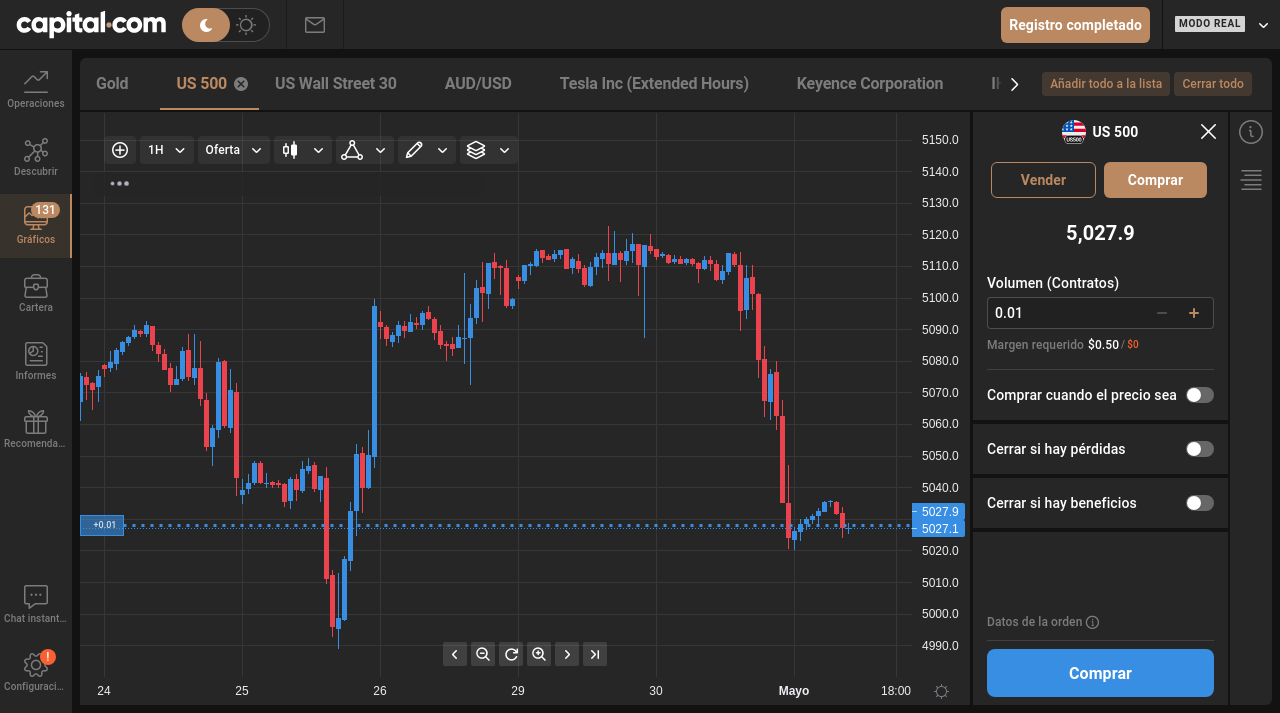 capital.com
Registro completado
MODO REAL
Operaciones
Descubrir
131
Gráficos
Cartera
Informes
Recomenda...
Chat instant...
!
Configuraci...
Gold
US 500
US Wall Street 30
AUD/USD
Tesla Inc (Extended Hours)
Keyence Corporation
Añadir todo a la lista
Cerrar todo
1H
Oferta
5150.0
5140.0
5130.0
5120.0
5110.0
5100.0
5090.0
5080.0
5070.0
5060.0
5050.0
5040.0
5027.9
5027.1
5020.0
5010.0
5000.0
4990.0
+0.01
24
25
26
29
30
Mayo
18:00
US 500
Vender
Comprar
5,027.9
Volumen (Contratos)
0.01
Margen requerido $0.50 / $0
Comprar cuando el precio sea
Cerrar si hay pérdidas
Cerrar si hay beneficios
Datos de la orden
Comprar